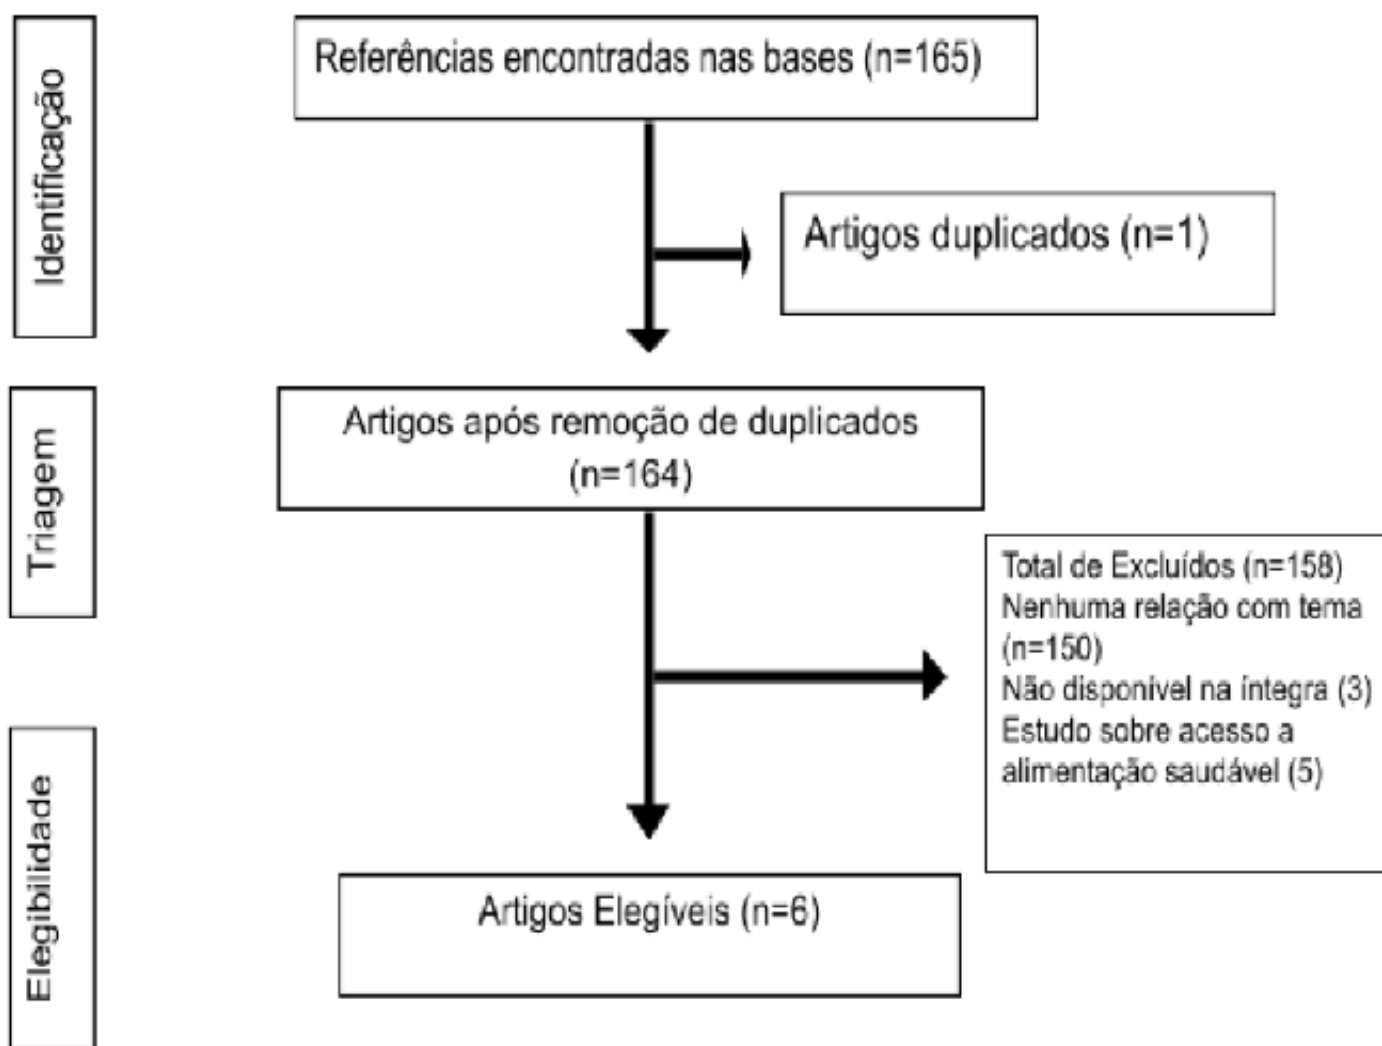 Identificação
Referências encontradas nas bases (n=165)
Artigos duplicados (n=1)
Triagem
Artigos após remoção de duplicados
(n=164)
Total de Excluídos (n=158)
Nenhuma relação com tema
(n=150)
Não disponível na íntegra (3)
Estudo sobre acesso a
alimentação saudável (5)
Elegibilidade
Artigos Elegíveis (n=6)